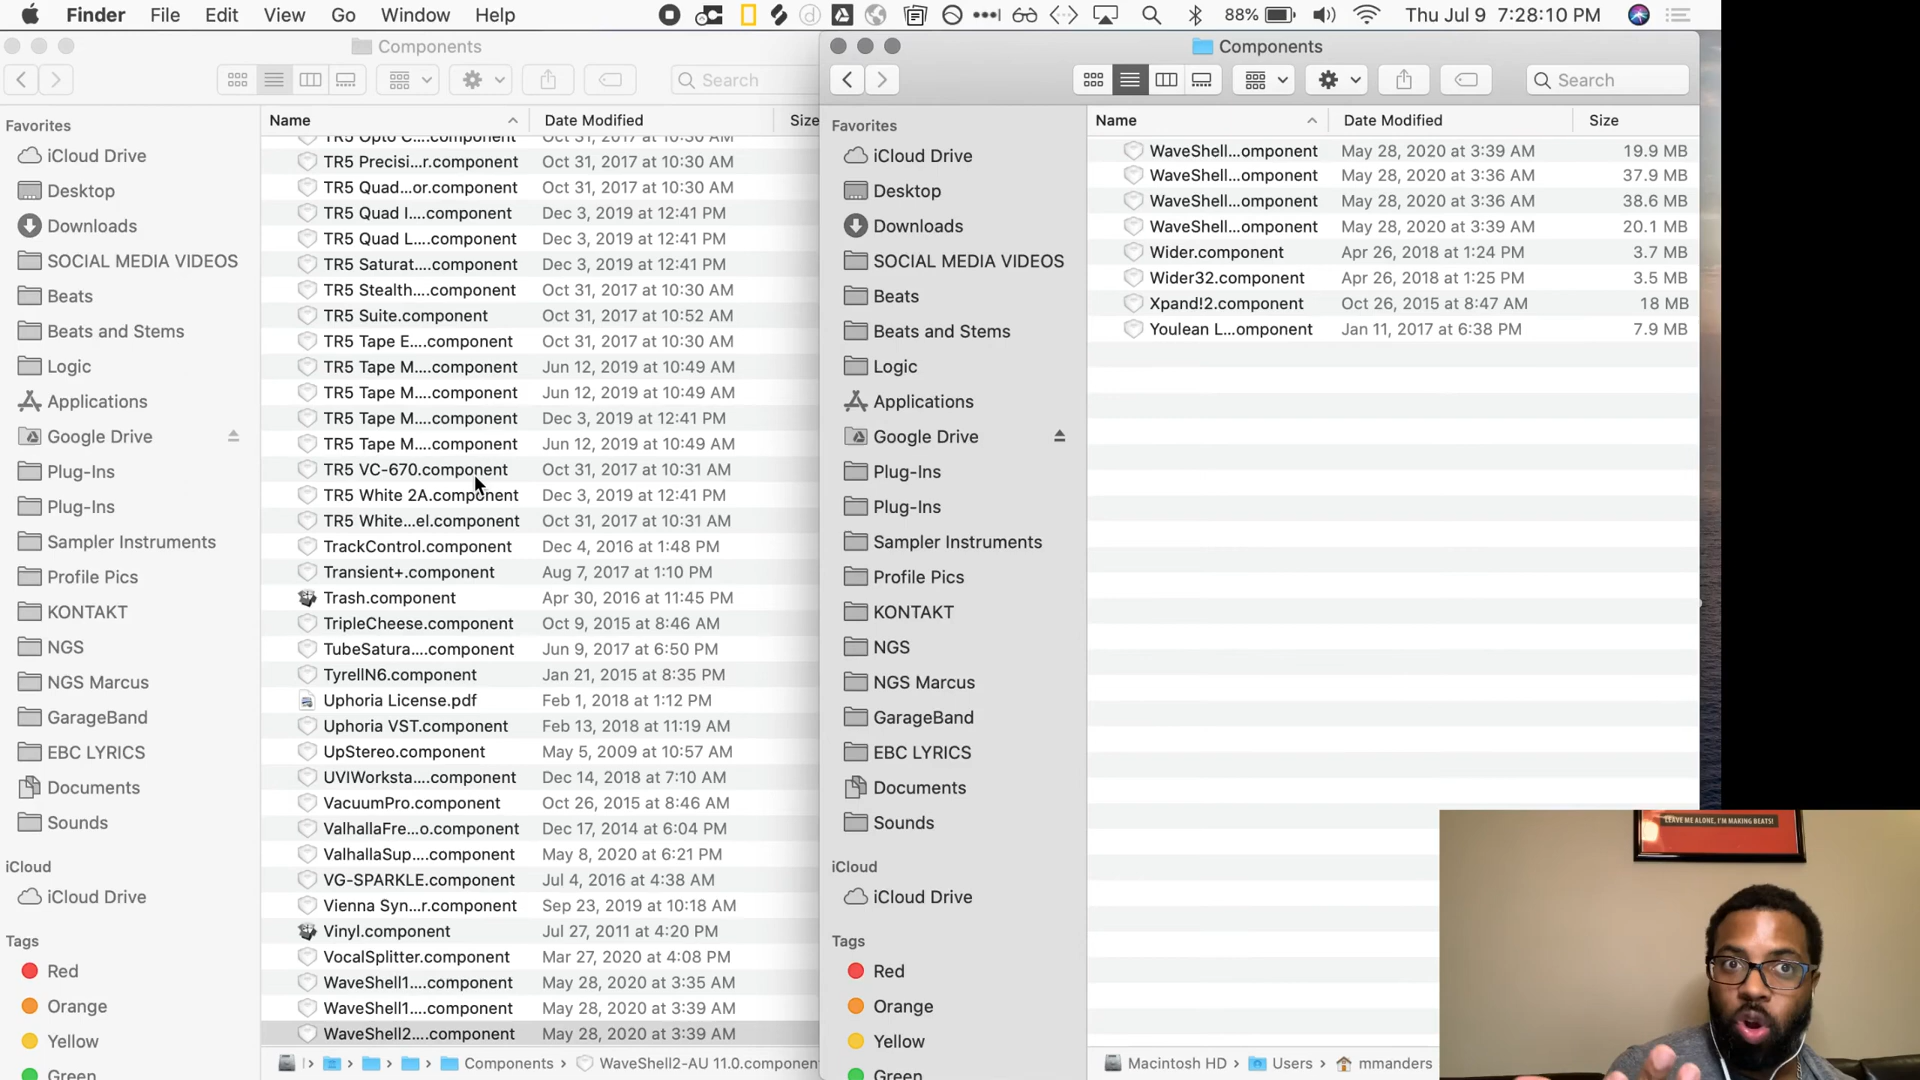 Finder File Edit View Go Window Help 88% Thu Jul 9 7:28:10 PM
Components
Search
Favorites
iCloud Drive
Desktop
Downloads
SOCIAL MEDIA VIDEOS
Beats
Beats and Stems
Logic
Applications
Google Drive
Plug-Ins
Plug-Ins
Sampler Instruments
Profile Pics
KONTAKT
NGS
NGS Marcus
GarageBand
EBC LYRICS
Documents
Sounds
iCloud
iCloud Drive
Tags
Red
Orange
Yellow
Green
Name Date Modified Size
TR5 Opto C....component Oct 31, 2017 at 10:30 AM
TR5 Precisi...r.component Oct 31, 2017 at 10:30 AM
TR5 Quad...or.component Oct 31, 2017 at 10:30 AM
TR5 Quad I....component Dec 3, 2019 at 12:41 PM
TR5 Quad L....component Dec 3, 2019 at 12:41 PM
TR5 Saturat....component Dec 3, 2019 at 12:41 PM
TR5 Stealth....component Oct 31, 2017 at 10:30 AM
TR5 Suite.component Oct 31, 2017 at 10:52 AM
TR5 Tape E....component Oct 31, 2017 at 10:30 AM
TR5 Tape M....component Jun 12, 2019 at 10:49 AM
TR5 Tape M....component Jun 12, 2019 at 10:49 AM
TR5 Tape M....component Dec 3, 2019 at 12:41 PM
TR5 Tape M....component Jun 12, 2019 at 10:49 AM
TR5 VC-670.component Oct 31, 2017 at 10:31 AM
TR5 White 2A.component Dec 3, 2019 at 12:41 PM
TR5 White...el.component Oct 31, 2017 at 10:31 AM
TrackControl.component Dec 4, 2016 at 1:48 PM
Transient+.component Aug 7, 2017 at 1:10 PM
Trash.component Apr 30, 2016 at 11:45 PM
TripleCheese.component Oct 9, 2015 at 8:46 AM
TubeSatura....component Jun 9, 2017 at 6:50 PM
TyrellN6.component Jan 21, 2015 at 8:35 PM
Uphoria License.pdf Feb 1, 2018 at 1:12 PM
Uphoria VST.component Feb 13, 2018 at 11:19 AM
UpStereo.component May 5, 2009 at 10:57 AM
UVIWorksta....component Dec 14, 2018 at 7:10 AM
VacuumPro.component Oct 26, 2015 at 8:46 AM
ValhallaFre...o.component Dec 17, 2014 at 6:04 PM
ValhallaSup....component May 8, 2020 at 6:21 PM
VG-SPARKLE.component Jul 4, 2016 at 4:38 AM
Vienna Syn...r.component Sep 23, 2019 at 10:18 AM
Vinyl.component Jul 27, 2011 at 4:20 PM
VocalSplitter.component Mar 27, 2020 at 4:08 PM
WaveShell1....component May 28, 2020 at 3:35 AM
WaveShell1....component May 28, 2020 at 3:39 AM
WaveShell2....component May 28, 2020 at 3:39 AM
Components › WaveShell2-AU 11.0.component
Components
Search
Favorites
iCloud Drive
Desktop
Downloads
SOCIAL MEDIA VIDEOS
Beats
Beats and Stems
Logic
Applications
Google Drive
Plug-Ins
Plug-Ins
Sampler Instruments
Profile Pics
KONTAKT
NGS
NGS Marcus
GarageBand
EBC LYRICS
Documents
Sounds
iCloud
iCloud Drive
Tags
Red
Orange
Yellow
Green
Name Date Modified Size
WaveShell...omponent May 28, 2020 at 3:39 AM 19.9 MB
WaveShell...omponent May 28, 2020 at 3:36 AM 37.9 MB
WaveShell...omponent May 28, 2020 at 3:36 AM 38.6 MB
WaveShell...omponent May 28, 2020 at 3:39 AM 20.1 MB
Wider.component Apr 26, 2018 at 1:24 PM 3.7 MB
Wider32.component Apr 26, 2018 at 1:25 PM 3.5 MB
Xpand!2.component Oct 26, 2015 at 8:47 AM 18 MB
Youlean L...omponent Jan 11, 2017 at 6:38 PM 7.9 MB
Macintosh HD › Users › mmanders
LEAVE ME ALONE, I'M MAKING BEATS!